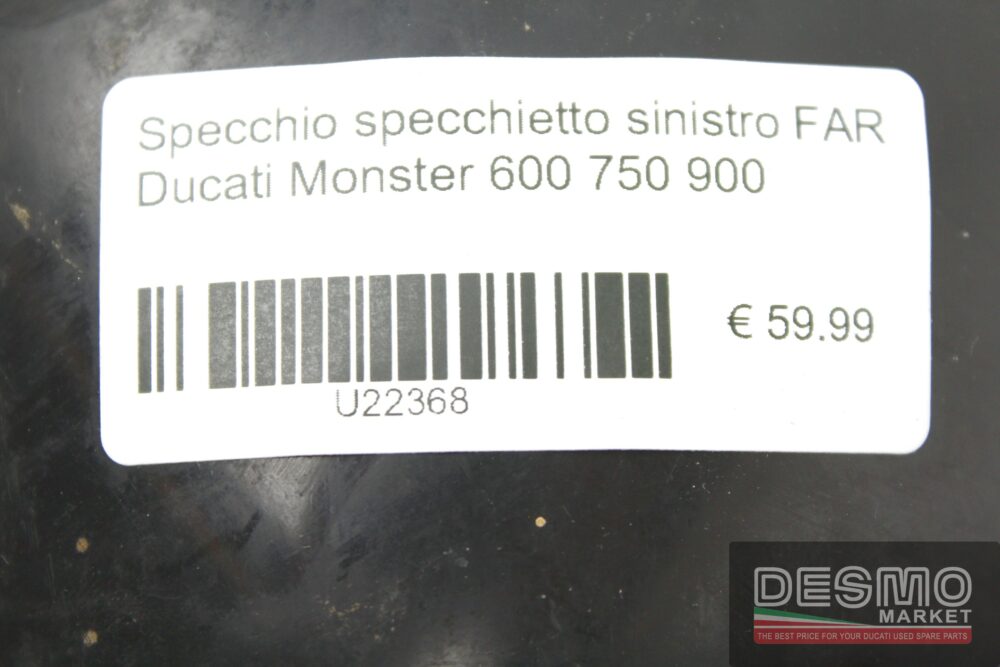 Specchio specchietto sinistro FAR
Ducati Monster 600 750 900
€ 59.99
U22368
DESMO
MARKET
THE BEST PRICE FOR YOUR DUCATI USED SPARE PARTS